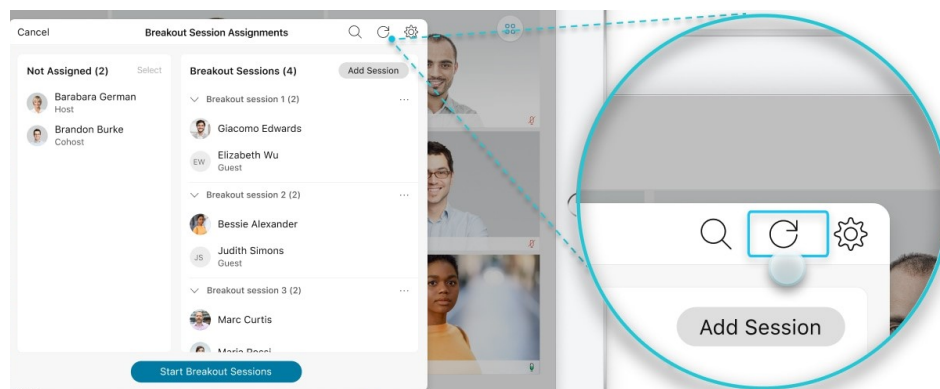 Cancel
Breakout Session Assignments
Not Assigned (2)
Select
Barabara German
Host
Brandon Burke
Cohost
Breakout Sessions (4)
Add Session
Breakout session 1 (2)
Giacomo Edwards
EW
Elizabeth Wu
Guest
Breakout session 2 (2)
Bessie Alexander
JS
Judith Simons
Guest
Breakout session 3 (2)
Marc Curtis
Maria Rossi
Start Breakout Sessions
Add Session